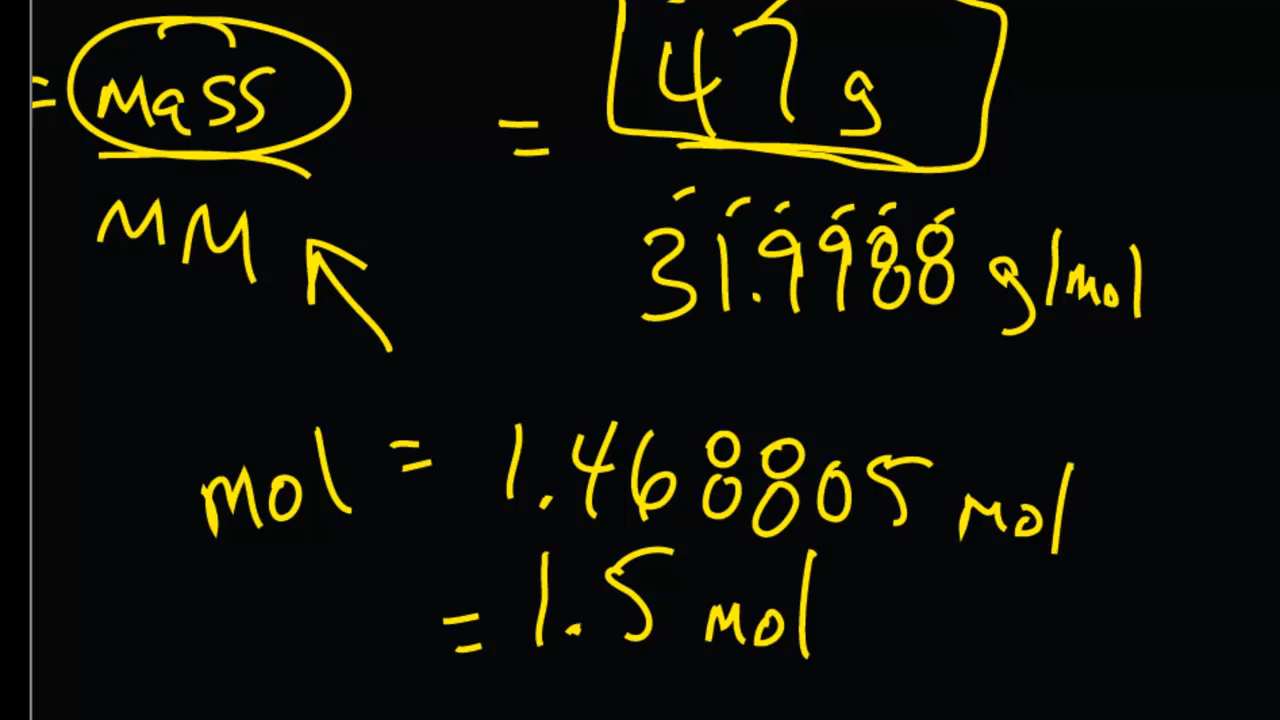 = mass / MM = 47 g / 31.9988 g/mol
mol = 1.468805 mol
= 1.5 mol